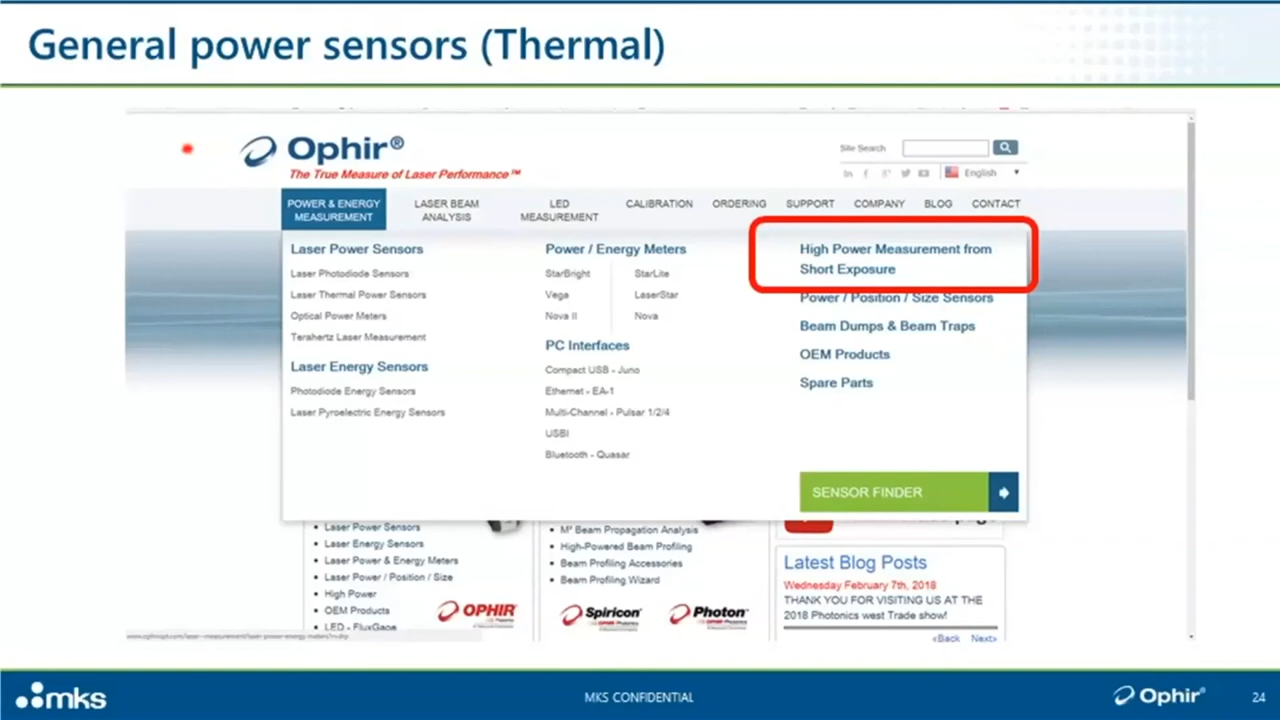 General power sensors (Thermal)
Ophir®
The True Measure of Laser Performance™
Site Search
English
POWER & ENERGY
MEASUREMENT
LASER BEAM
ANALYSIS
LED
MEASUREMENT
CALIBRATION
ORDERING
SUPPORT
COMPANY
BLOG
CONTACT
Laser Power Sensors
Laser Photodiode Sensors
Laser Thermal Power Sensors
Optical Power Meters
Terahertz Laser Measurement
Laser Energy Sensors
Photodiode Energy Sensors
Laser Pyroelectric Energy Sensors
Power / Energy Meters
StarBright
StarLite
Vega
LaserStar
Nova II
Nova
PC Interfaces
Compact USB - Juno
Ethernet - EA-1
Multi-Channel - Pulsar 1/2/4
USBI
Bluetooth - Quasar
High Power Measurement from
Short Exposure
Power / Position / Size Sensors
Beam Dumps & Beam Traps
OEM Products
Spare Parts
SENSOR FINDER
Laser Power Sensors
Laser Energy Sensors
Laser Power & Energy Meters
Laser Power / Position / Size
High Power
OEM Products
LED - FluxGage
OPHIR
M² Beam Propagation Analysis
High-Powered Beam Profiling
Beam Profiling Accessories
Beam Profiling Wizard
Spiricon
Photon
Latest Blog Posts
Wednesday February 7th, 2018
THANK YOU FOR VISITING US AT THE
2018 Photonics west Trade show!
«Back Next»
mks
MKS CONFIDENTIAL
Ophir®
24